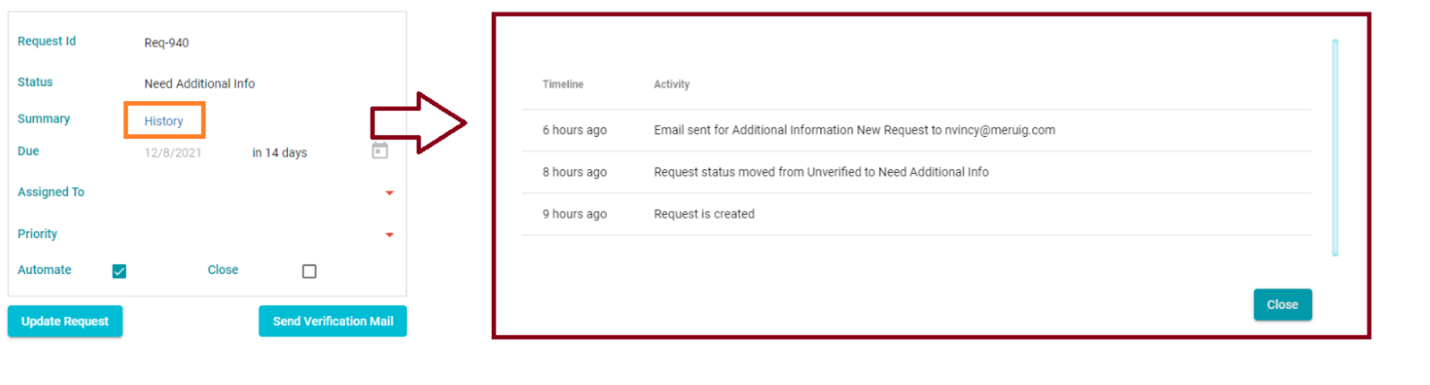 Request Id Req-940
Status Need Additional Info
Summary History
Due 12/8/2021 in 14 days
Assigned To
Priority
Automate Close
Update Request Send Verification Mail
Timeline Activity
6 hours ago Email sent for Additional Information New Request to nvincy@meruig.com
8 hours ago Request status moved from Unverified to Need Additional Info
9 hours ago Request is created
Close